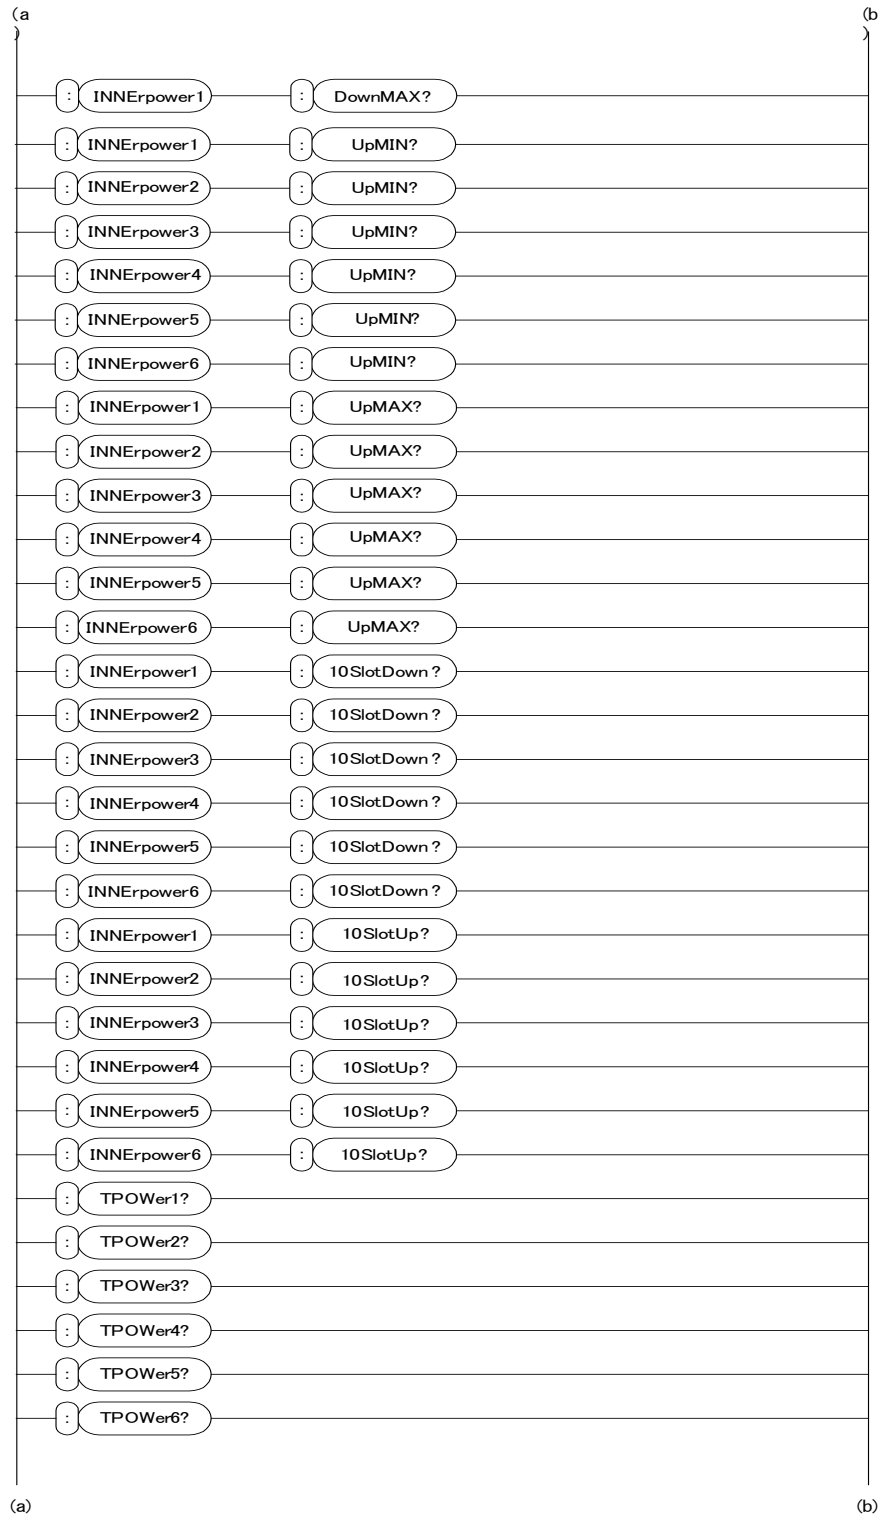 (a (b
) )
: INNErpower1 : DownMAX?
: INNErpower1 : UpMIN?
: INNErpower2 : UpMIN?
: INNErpower3 : UpMIN?
: INNErpower4 : UpMIN?
: INNErpower5 : UpMIN?
: INNErpower6 : UpMIN?
: INNErpower1 : UpMAX?
: INNErpower2 : UpMAX?
: INNErpower3 : UpMAX?
: INNErpower4 : UpMAX?
: INNErpower5 : UpMAX?
: INNErpower6 : UpMAX?
: INNErpower1 : 10SlotDown?
: INNErpower2 : 10SlotDown?
: INNErpower3 : 10SlotDown?
: INNErpower4 : 10SlotDown?
: INNErpower5 : 10SlotDown?
: INNErpower6 : 10SlotDown?
: INNErpower1 : 10SlotUp?
: INNErpower2 : 10SlotUp?
: INNErpower3 : 10SlotUp?
: INNErpower4 : 10SlotUp?
: INNErpower5 : 10SlotUp?
: INNErpower6 : 10SlotUp?
: TPOWer1?
: TPOWer2?
: TPOWer3?
: TPOWer4?
: TPOWer5?
: TPOWer6?
(a) (b)